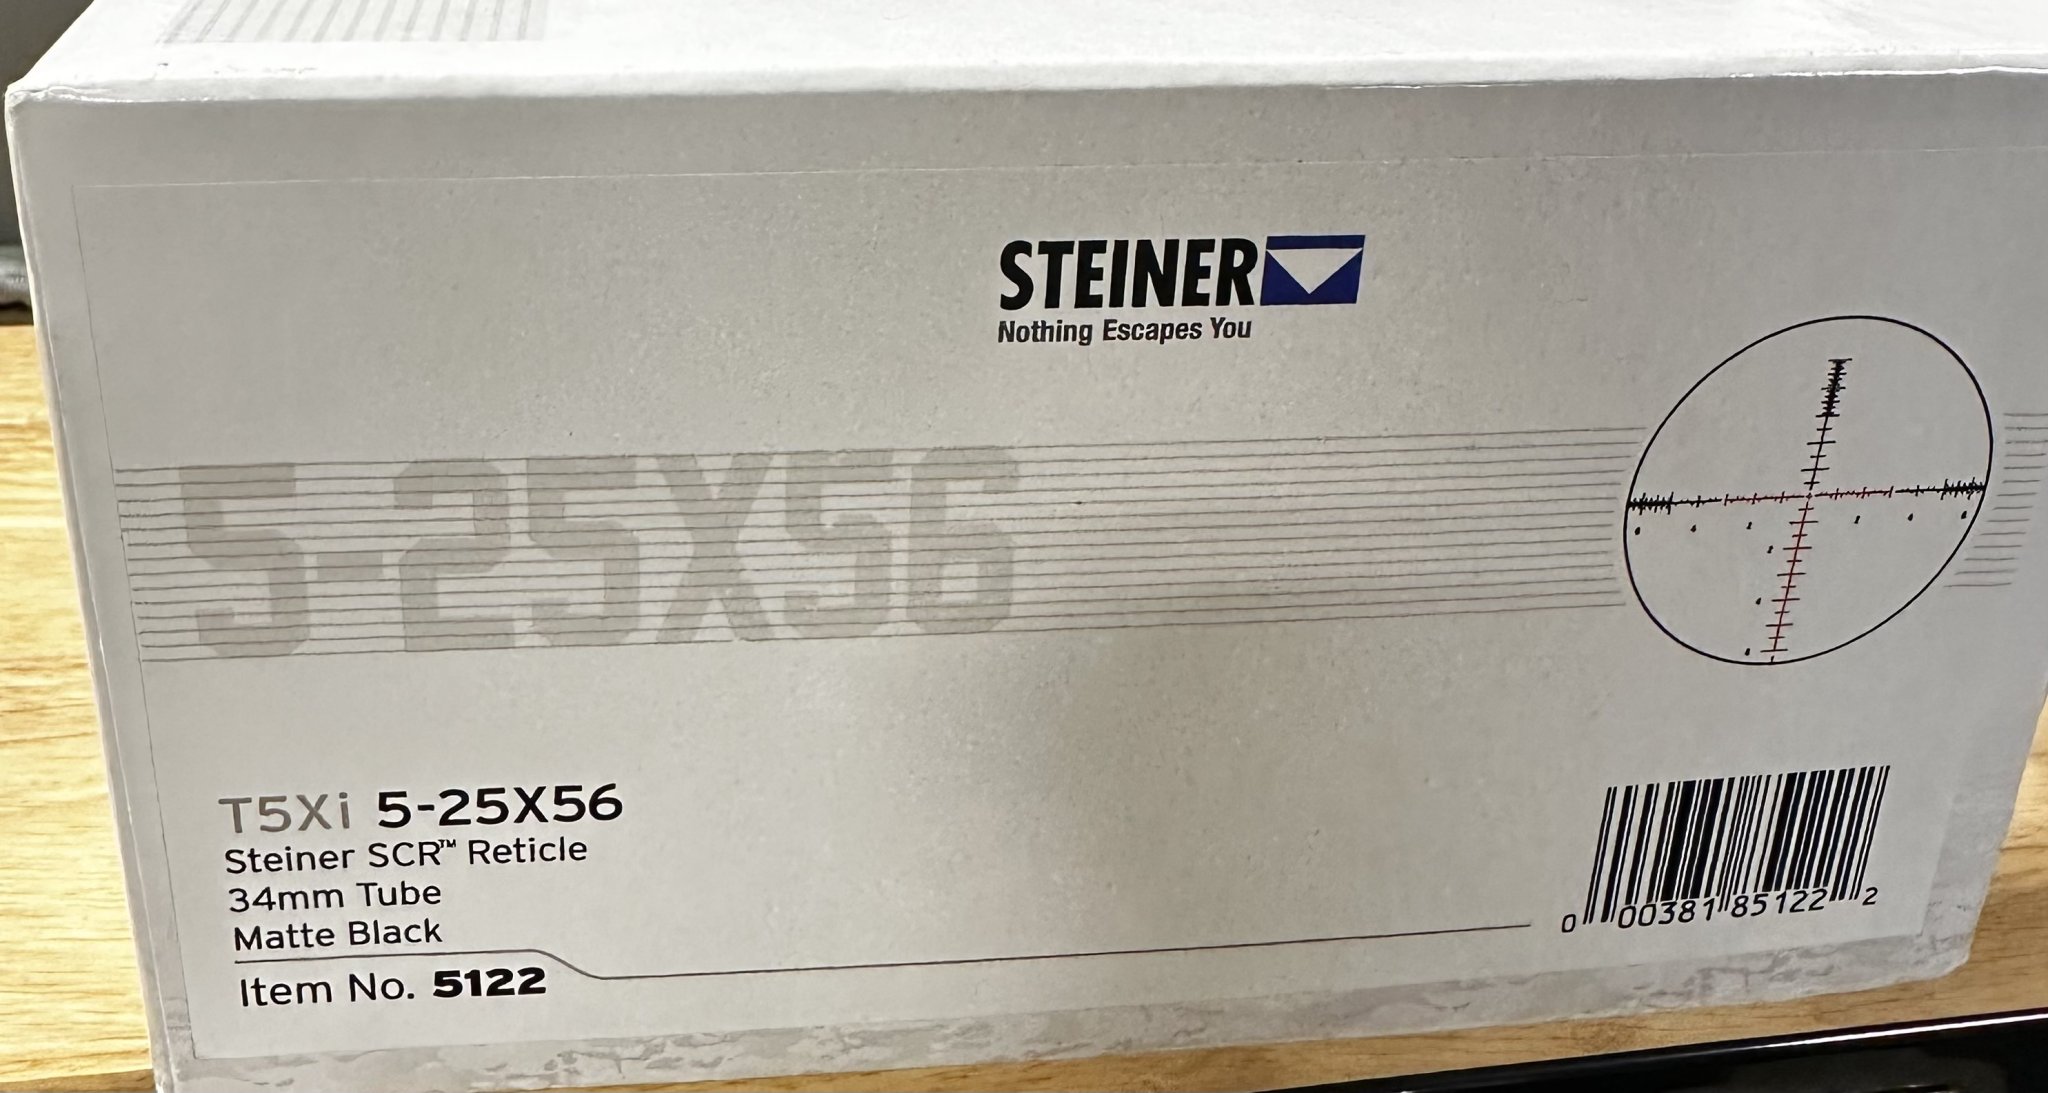 STEINER
Nothing Escapes You
5-25X56
T5Xi 5-25X56
Steiner SCR™ Reticle
34mm Tube
Matte Black
Item No. 5122
0 00381 85122 2